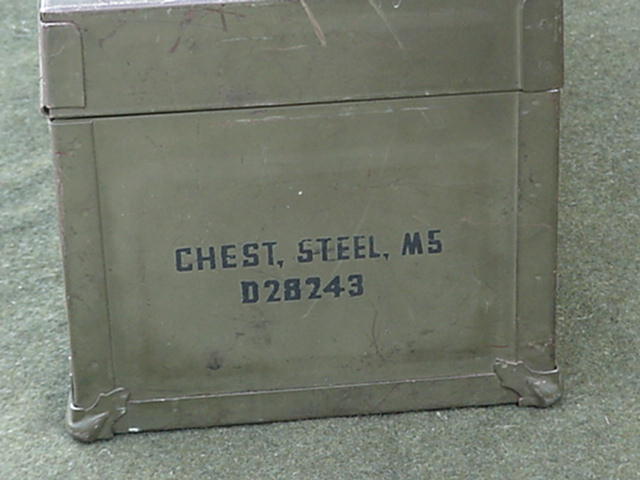 CHEST, STEEL, M5
D28243